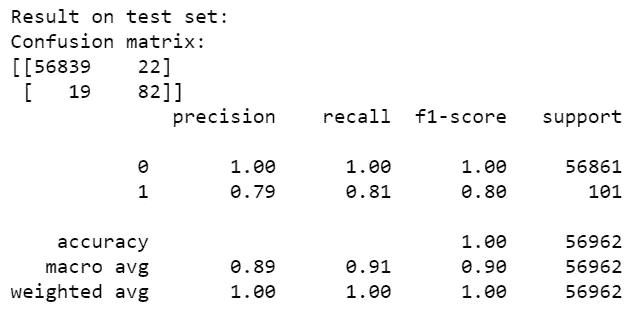 Result on test set:
Confusion matrix:
[[56839    22]
 [   19    82]]
              precision    recall  f1-score   support

           0       1.00      1.00      1.00     56861
           1       0.79      0.81      0.80       101

    accuracy                           1.00     56962
   macro avg       0.89      0.91      0.90     56962
weighted avg       1.00      1.00      1.00     56962